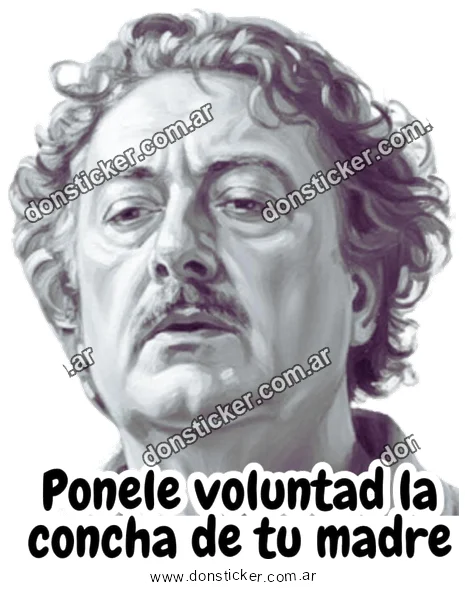 donsticker.com.ar
donsticker.com.
.ar
donsticker.com.ar
don
Ponele voluntad la
concha de tu madre
www.donsticker.com.ar